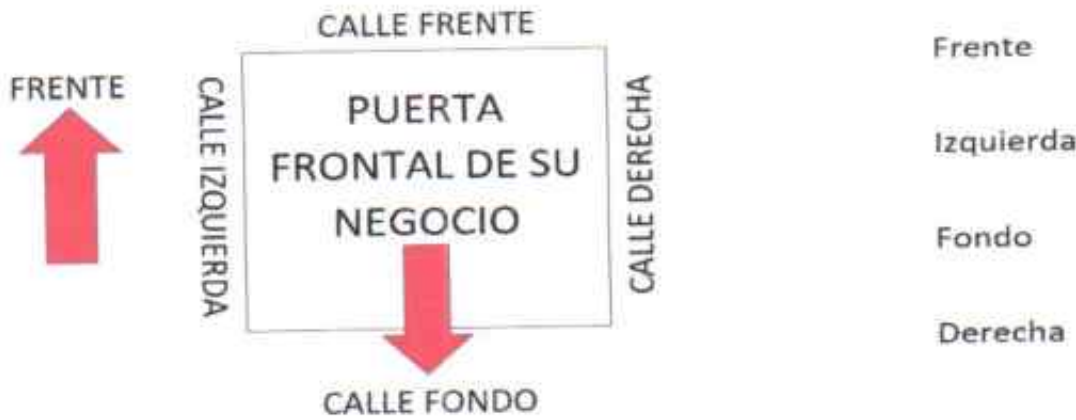 CALLE FRENTE
FRENTE
CALLE IZQUIERDA
PUERTA
FRONTAL DE SU
NEGOCIO
CALLE DERECHA
CALLE FONDO
Frente
Izquierda
Fondo
Derecha